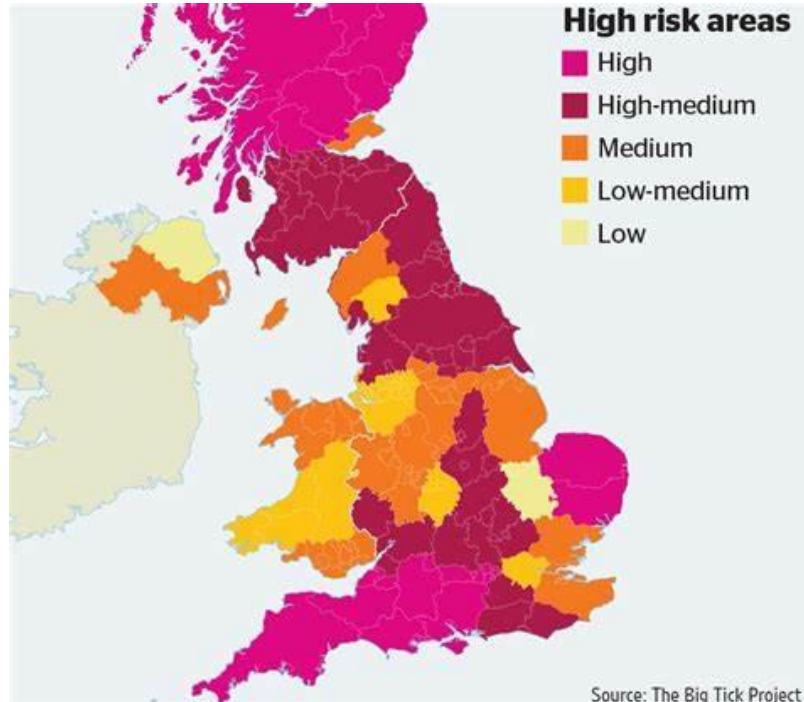 High risk areas
High
High-medium
Medium
Low-medium
Low
Source: The Big Tick Project